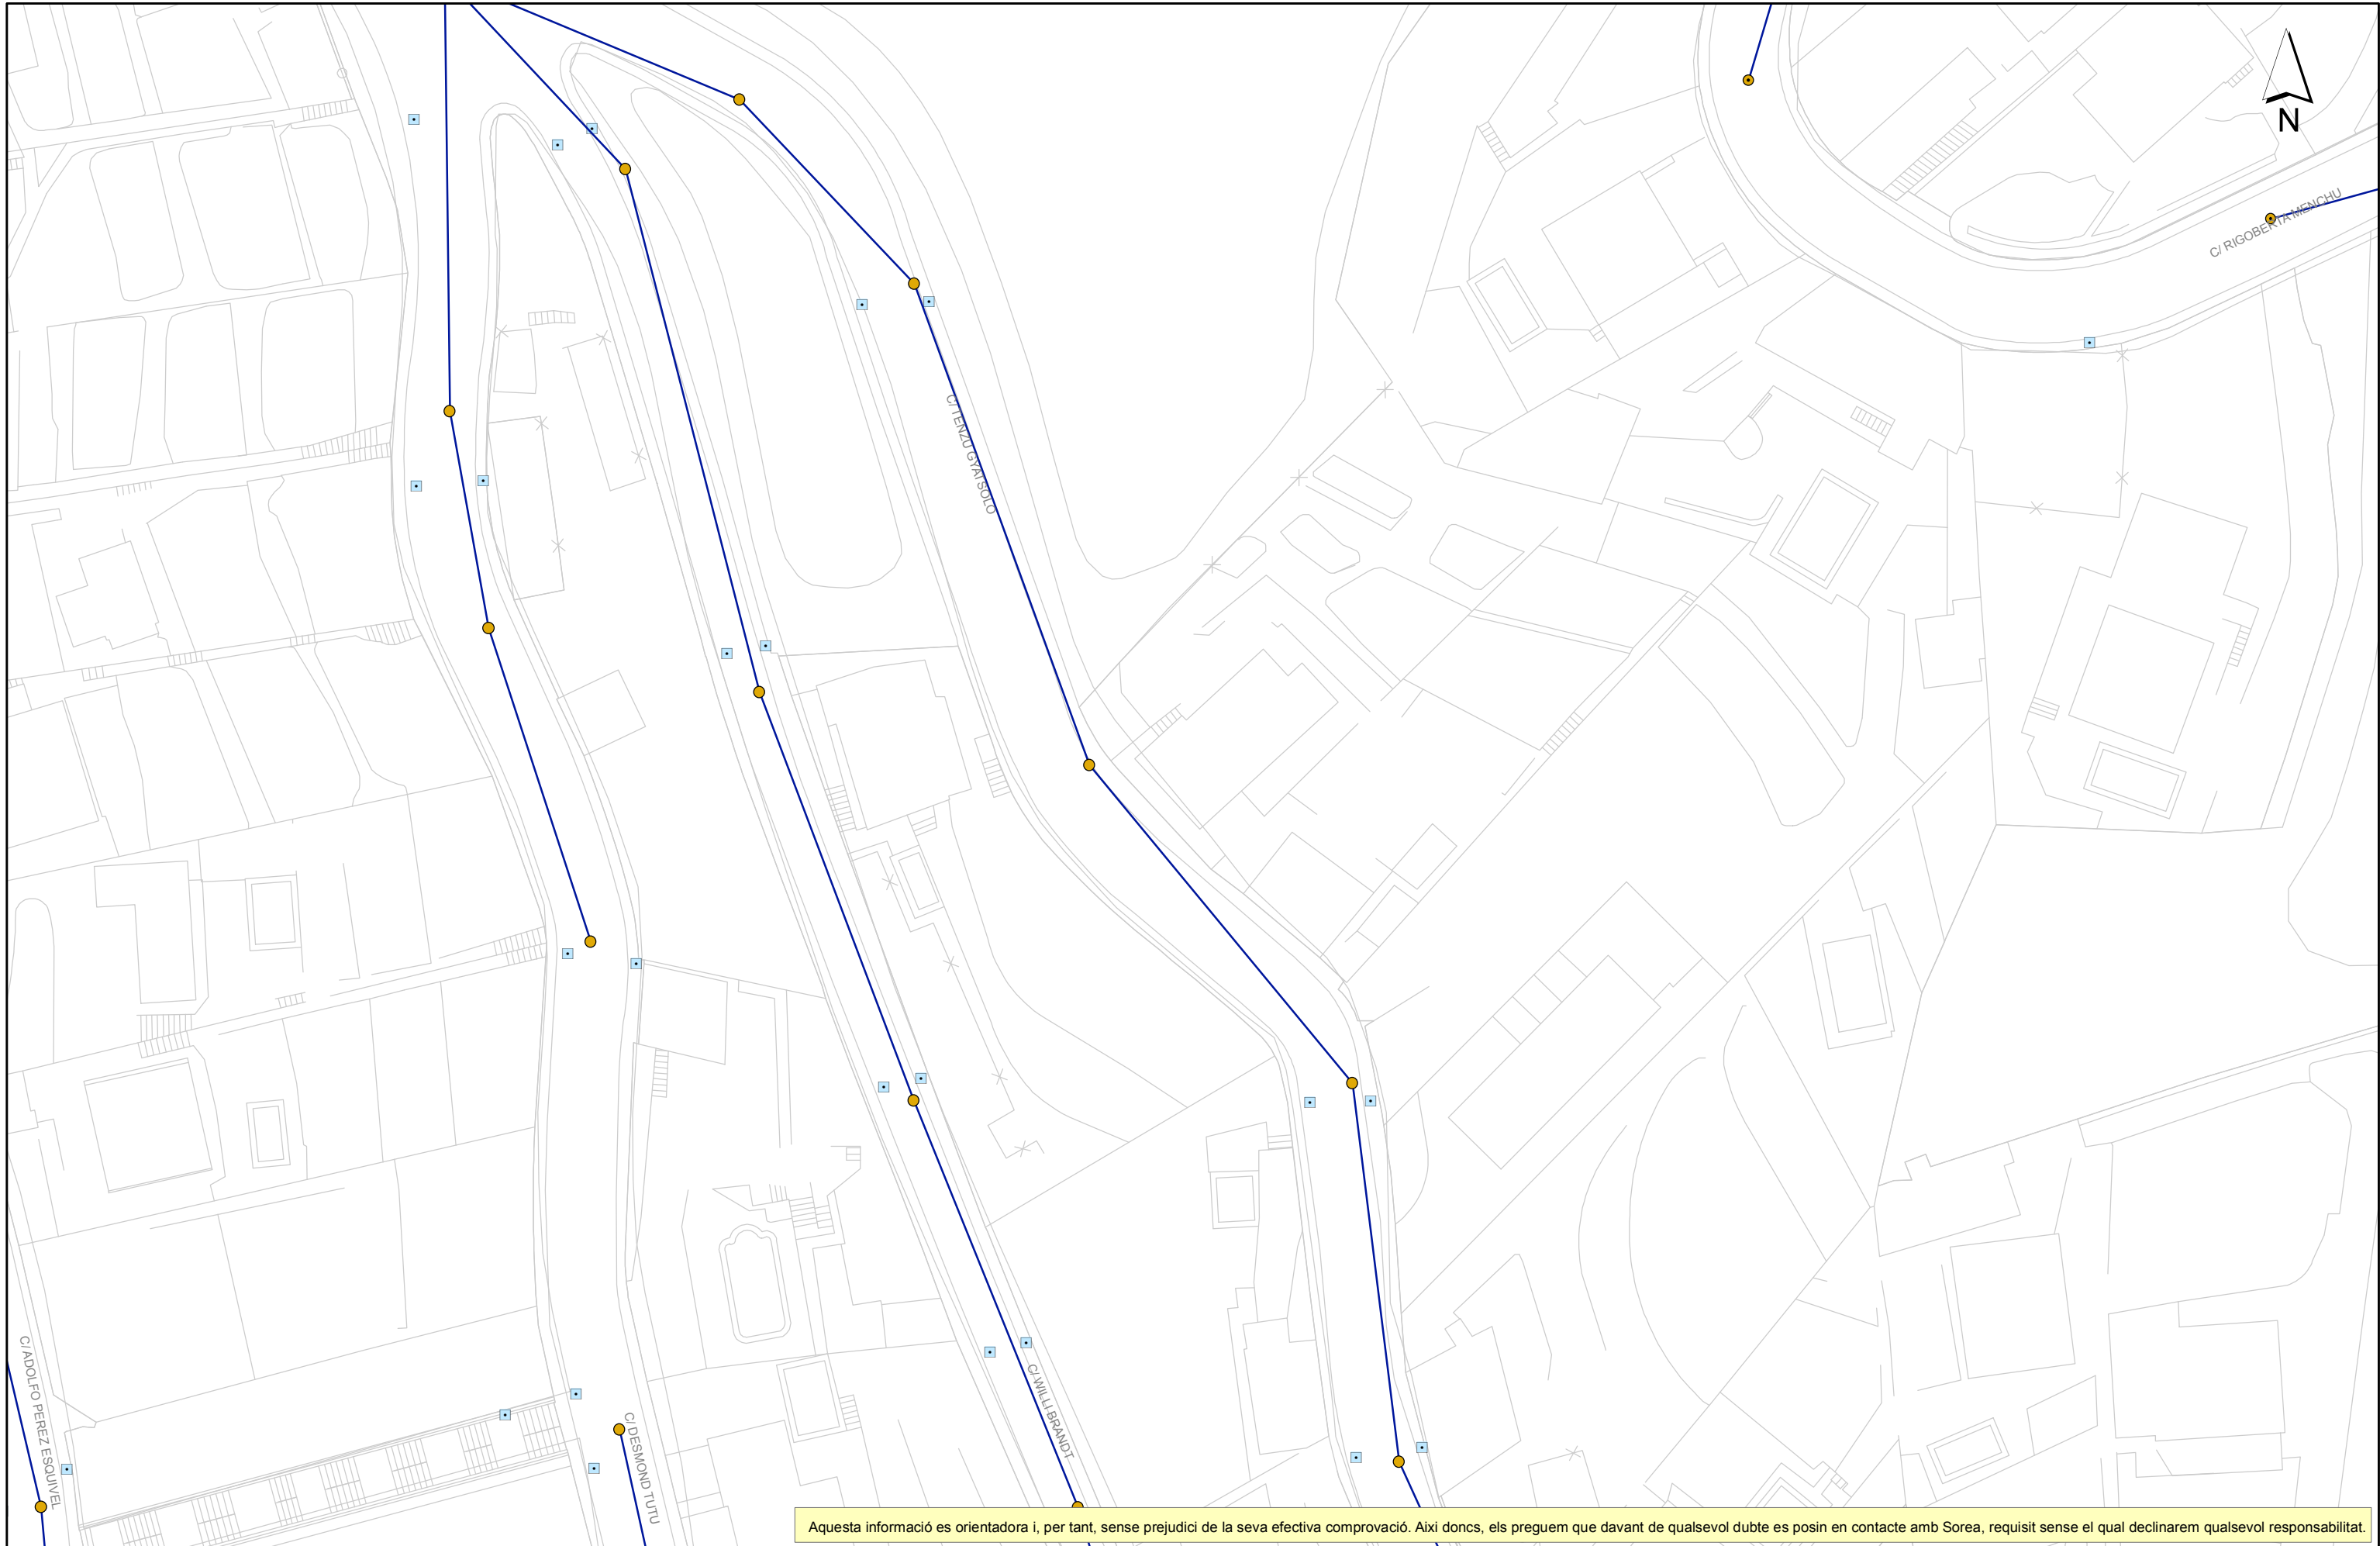 N
C/ RIGOBERTA MENCHU
C/ TENZU GYATSOLO
C/ ADOLFO PEREZ ESQUIVEL
C/ DESMOND TUTU
C/ WILLI BRANDT
Aquesta informació es orientadora i, per tant, sense prejudici de la seva efectiva comprovació. Aixi doncs, els preguem que davant de qualsevol dubte es posin en contacte amb Sorea, requisit sense el qual declinarem qualsevol responsabilitat.